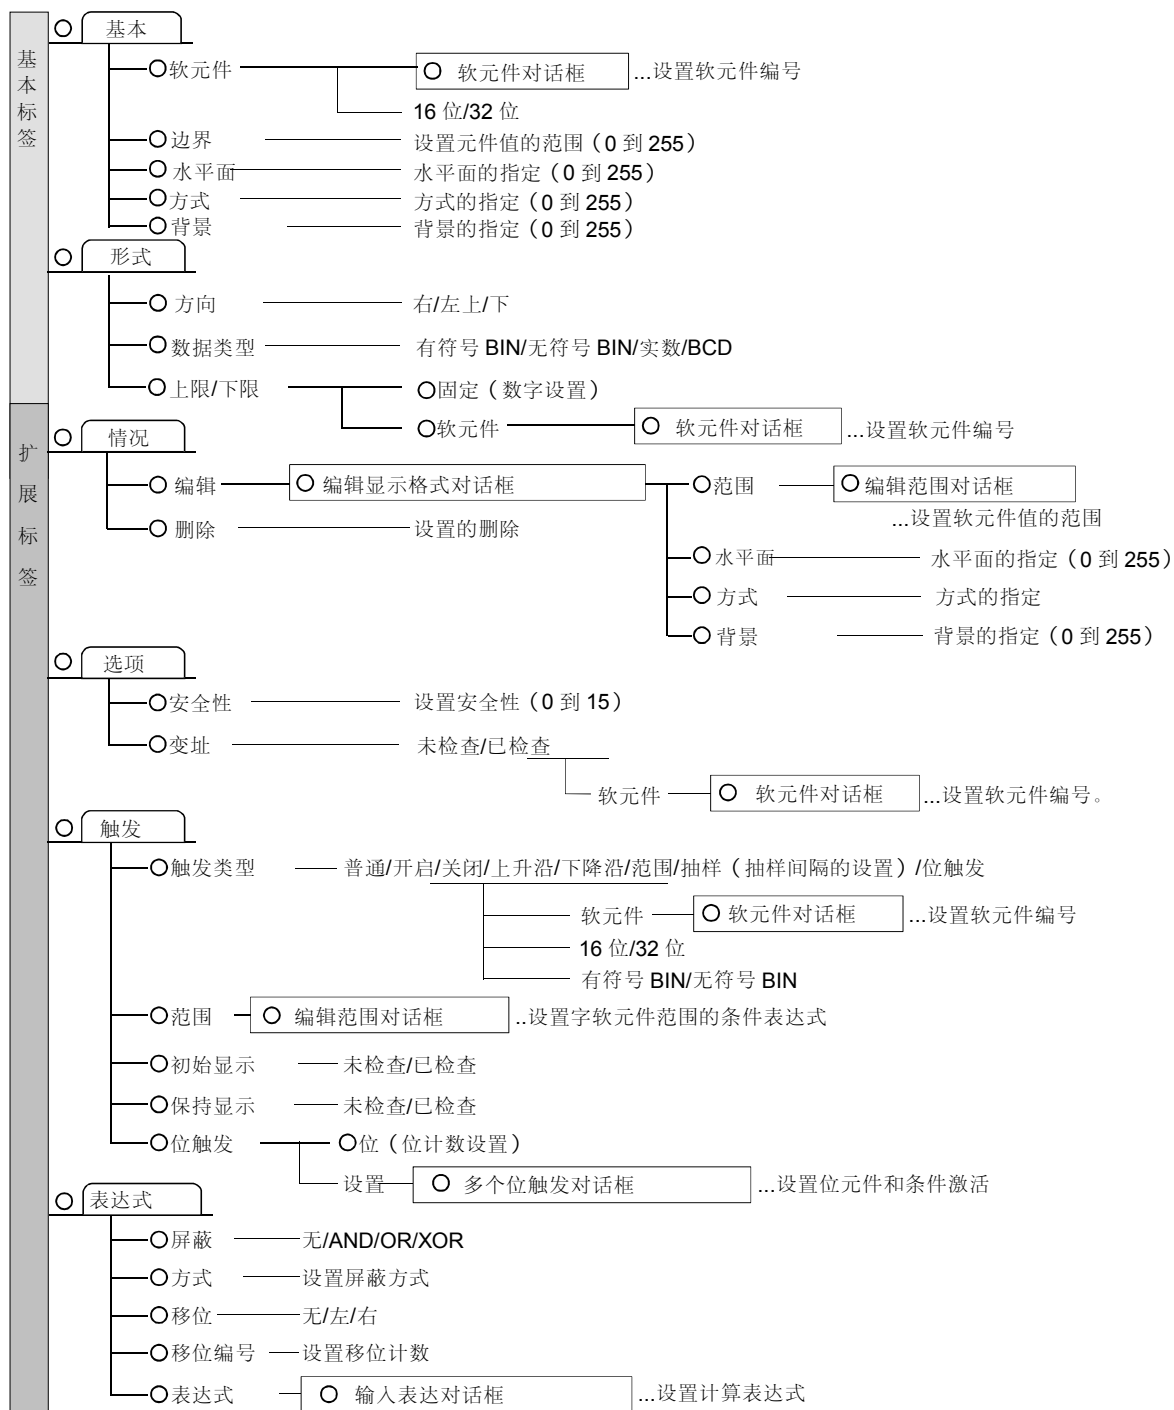 基本标签
基本
软元件
软元件对话框
...设置软元件编号
16 位/32 位
边界
设置元件值的范围（0 到 255）
水平面
水平面的指定（0 到 255）
方式
方式的指定（0 到 255）
背景
背景的指定（0 到 255）
形式
方向
右/左上/下
数据类型
有符号 BIN/无符号 BIN/实数/BCD
上限/下限
固定（数字设置）
软元件
软元件对话框
...设置软元件编号
扩展标签
情况
编辑
编辑显示格式对话框
范围
编辑范围对话框
...设置软元件值的范围
删除
设置的删除
水平面
水平面的指定（0 到 255）
方式
方式的指定
背景
背景的指定（0 到 255）
选项
安全性
设置安全性（0 到 15）
变址
未检查/已检查
软元件
软元件对话框
...设置软元件编号。
触发
触发类型
普通/开启/关闭/上升沿/下降沿/范围/抽样（抽样间隔的设置）/位触发
软元件
软元件对话框
...设置软元件编号
16 位/32 位
有符号 BIN/无符号 BIN
范围
编辑范围对话框
..设置字软元件范围的条件表达式
初始显示
未检查/已检查
保持显示
未检查/已检查
位触发
位（位计数设置）
设置
多个位触发对话框
...设置位元件和条件激活
表达式
屏蔽
无/AND/OR/XOR
方式
设置屏蔽方式
移位
无/左/右
移位编号
设置移位计数
表达式
输入表达对话框
...设置计算表达式